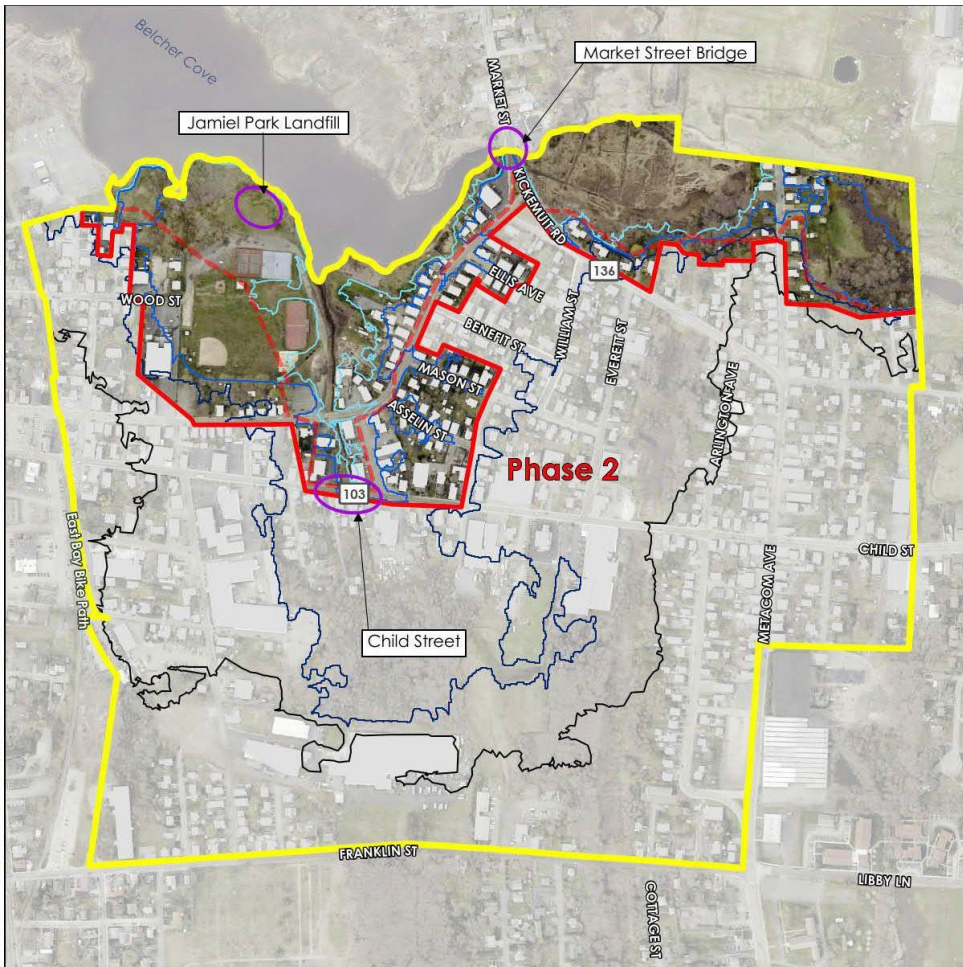 Belcher Cove
Market Street Bridge
MARKET ST
Jamiel Park Landfill
KICKEMUIT RD
136
ELLIS AVE
WOOD ST
BENEFIT ST
WILLIAM ST
EVERETT ST
MASON ST
ASSELIN ST
ARLINGTON AVE
Phase 2
103
East Bay Bike Path
CHILD ST
METACOM AVE
Child Street
FRANKLIN ST
LIBBY LN
COTTAGE ST